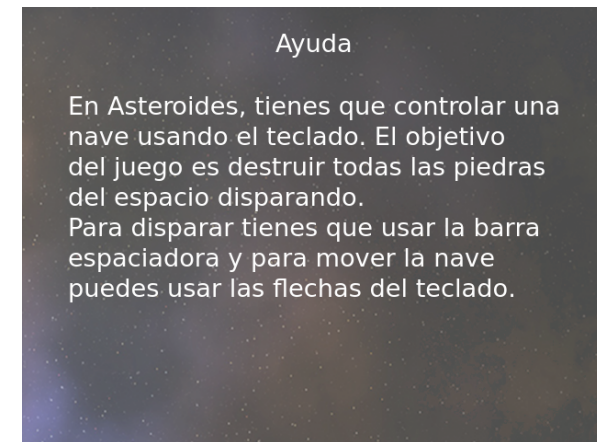 Ayuda
En Asteroides, tienes que controlar una
nave usando el teclado. El objetivo
del juego es destruir todas las piedras
del espacio disparando.
Para disparar tienes que usar la barra
espaciadora y para mover la nave
puedes usar las flechas del teclado.